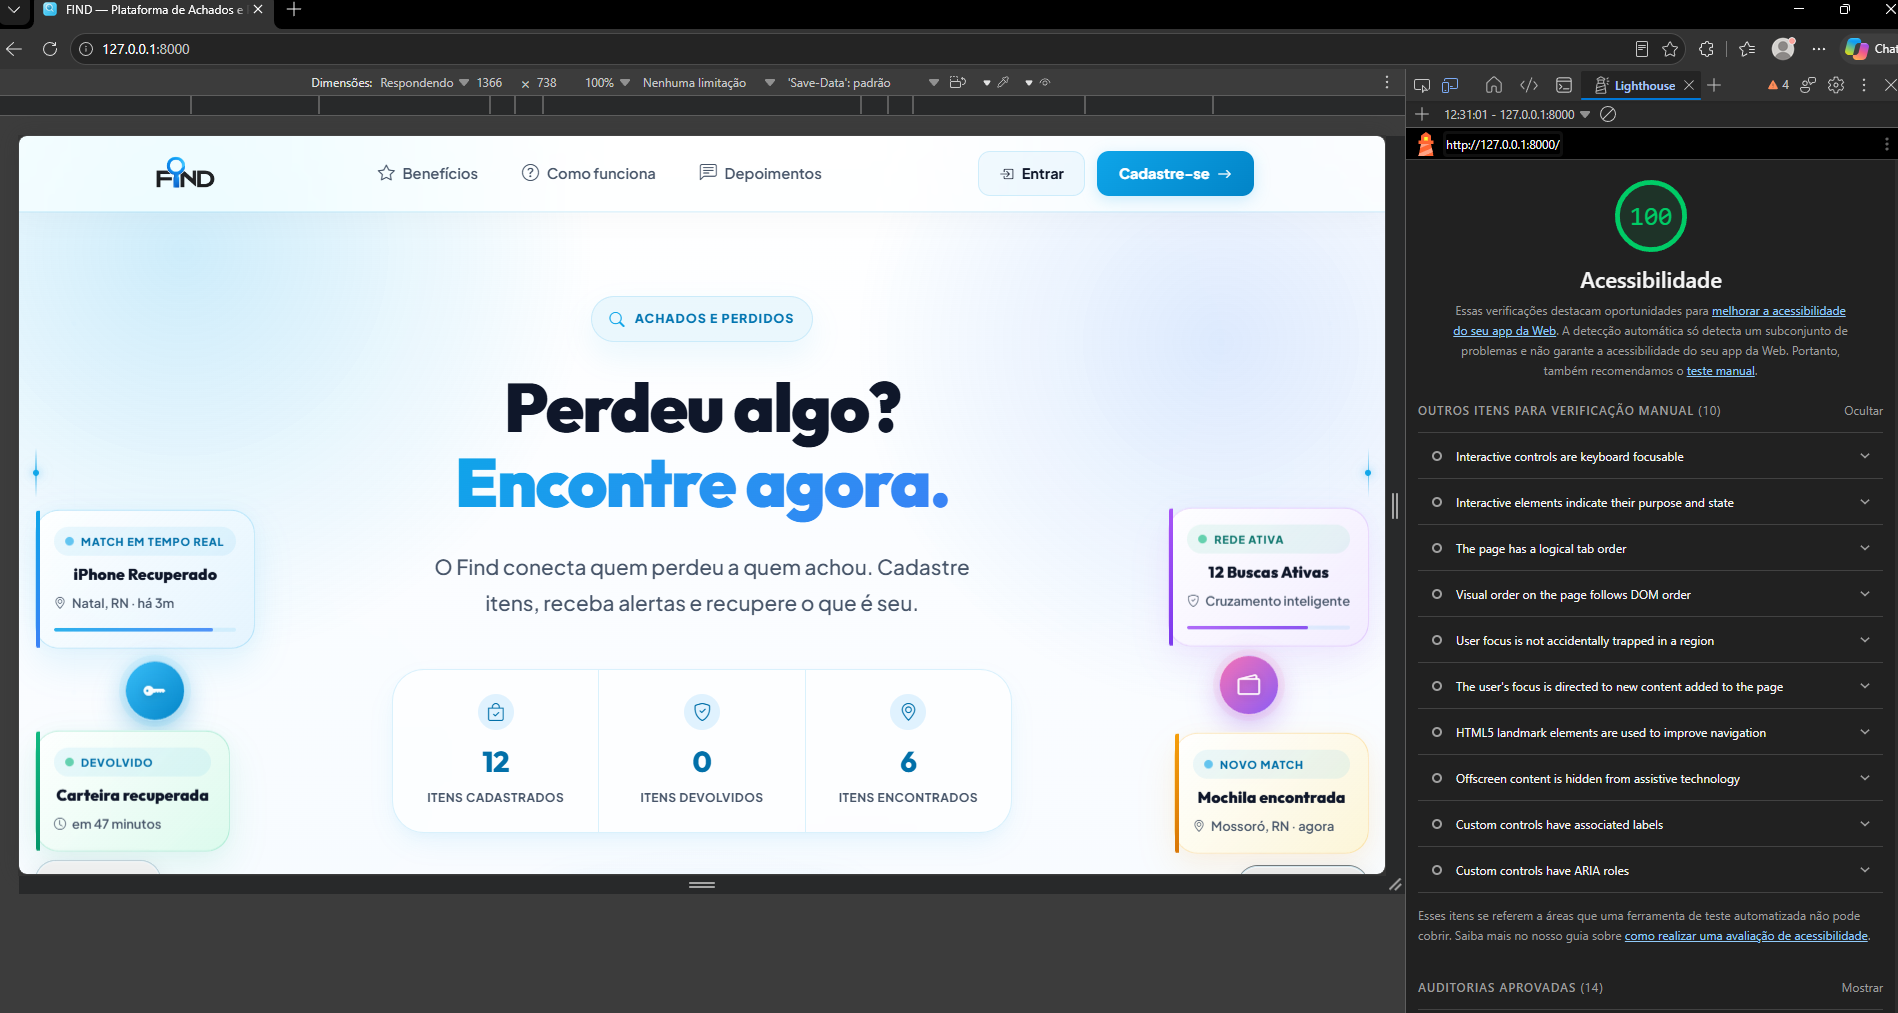 FIND — Plataforma de Achados e
127.0.0.1:8000
Chat
Dimensões: Respondendo 1366 x 738 100% Nenhuma limitação 'Save-Data': padrão
Lighthouse
4
12:31:01 - 127.0.0.1:8000
http://127.0.0.1:8000/
FIND
Benefícios
Como funciona
Depoimentos
Entrar
Cadastre-se →
ACHADOS E PERDIDOS
Perdeu algo?
Encontre agora.
O Find conecta quem perdeu a quem achou. Cadastre
itens, receba alertas e recupere o que é seu.
MATCH EM TEMPO REAL
iPhone Recuperado
Natal, RN · há 3m
DEVOLVIDO
Carteira recuperada
em 47 minutos
12
ITENS CADASTRADOS
0
ITENS DEVOLVIDOS
6
ITENS ENCONTRADOS
REDE ATIVA
12 Buscas Ativas
Cruzamento inteligente
NOVO MATCH
Mochila encontrada
Mossoró, RN · agora
100
Acessibilidade
Essas verificações destacam oportunidades para melhorar a acessibilidade
do seu app da Web. A detecção automática só detecta um subconjunto de
problemas e não garante a acessibilidade do seu app da Web. Portanto,
também recomendamos o teste manual.
OUTROS ITENS PARA VERIFICAÇÃO MANUAL (10) Ocultar
Interactive controls are keyboard focusable
Interactive elements indicate their purpose and state
The page has a logical tab order
Visual order on the page follows DOM order
User focus is not accidentally trapped in a region
The user's focus is directed to new content added to the page
HTML5 landmark elements are used to improve navigation
Offscreen content is hidden from assistive technology
Custom controls have associated labels
Custom controls have ARIA roles
Esses itens se referem a áreas que uma ferramenta de teste automatizada não pode
cobrir. Saiba mais no nosso guia sobre como realizar uma avaliação de acessibilidade.
AUDITORIAS APROVADAS (14) Mostrar